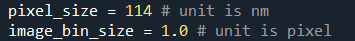 pixel_size = 114 # unit is nm
image_bin_size = 1.0 # unit is pixel